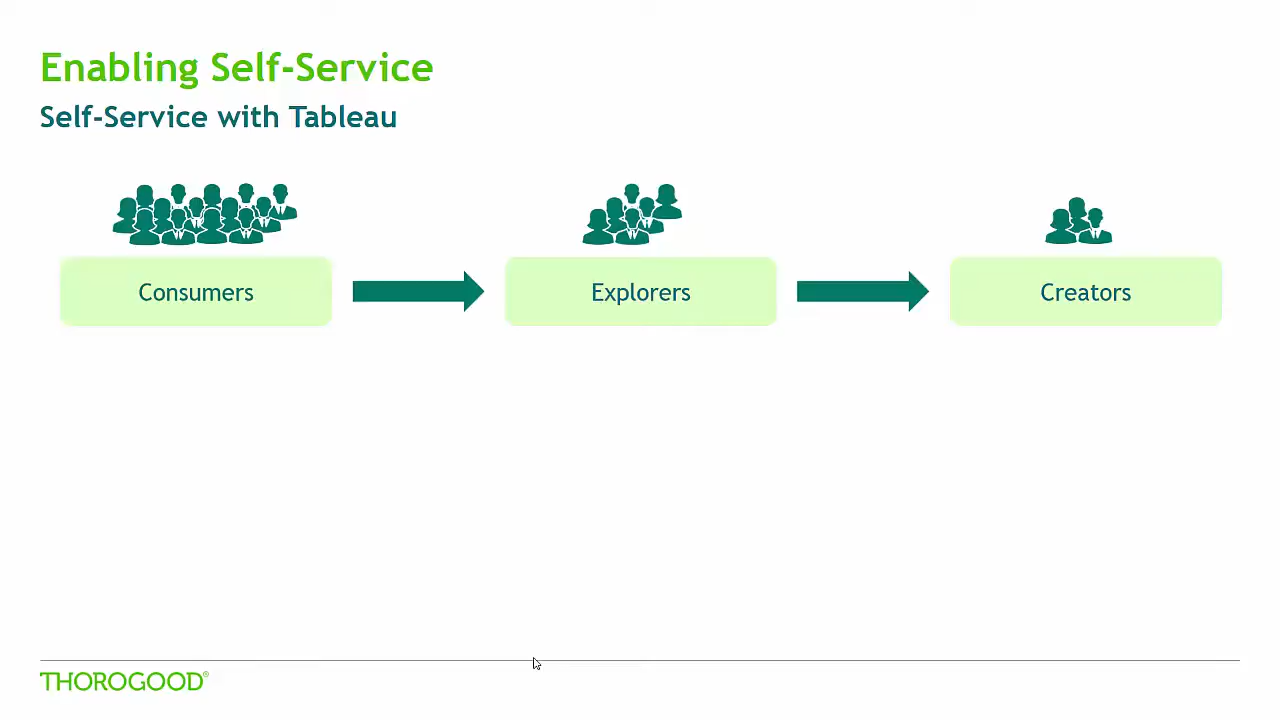 Enabling Self-Service
Self-Service with Tableau
Consumers
Explorers
Creators
THOROGOOD®